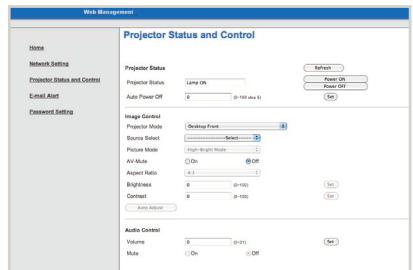 Web Management
Projector Status and Control
Home
Network Setting
Projector Status and Control
E-mail Alert
Password Setting
Projector Status
Refresh
Projector Status Lamp ON Power ON
Power OFF
Auto Power Off 0 (0~180 step 5) Set
Image Control
Projector Mode Desktop Front
Source Select --------------------Select--------
Picture Mode High-Bright Mode
AV-Mute On Off
Aspect Ratio 4:3
Brightness 0 (0~100) Set
Contrast 0 (0~100) Set
Auto Adjust
Audio Control
Volume 0 (0~31) Set
Mute On Off